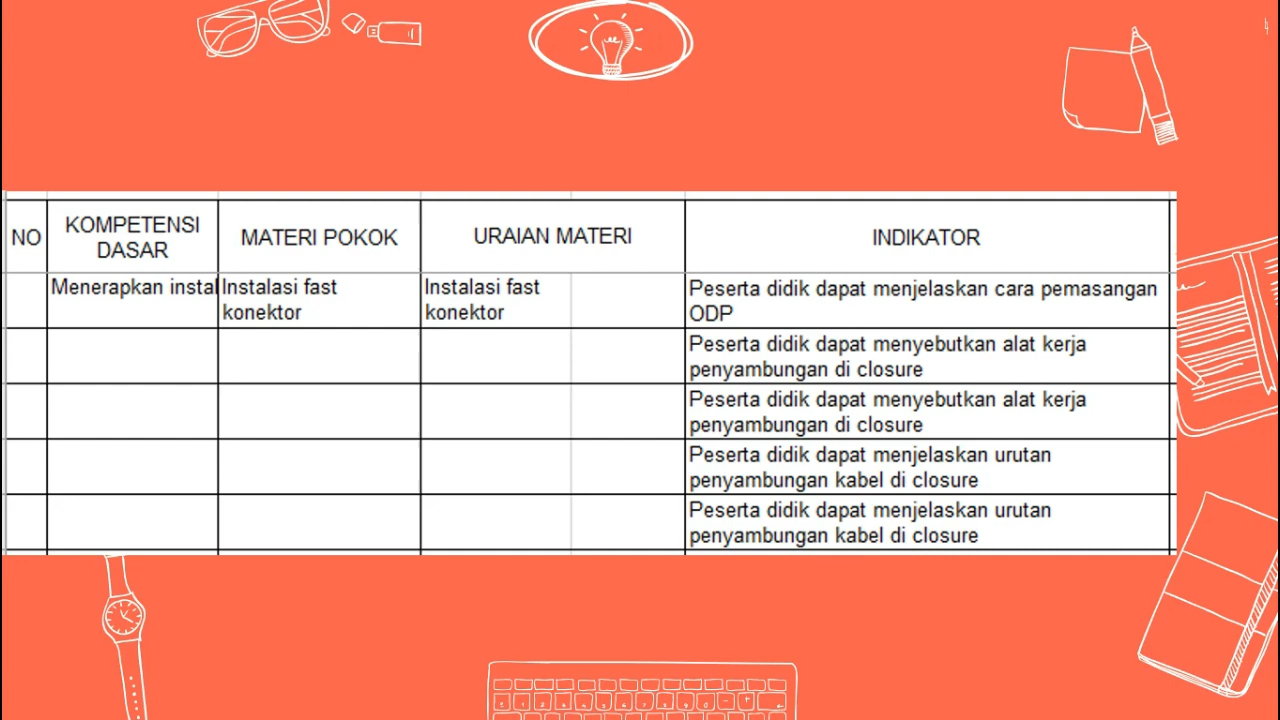 NO
KOMPETENSI
DASAR
MATERI POKOK
URAIAN MATERI
INDIKATOR
Menerapkan instal
Instalasi fast
konektor
Instalasi fast
konektor
Peserta didik dapat menjelaskan cara pemasangan
ODP
Peserta didik dapat menyebutkan alat kerja
penyambungan di closure
Peserta didik dapat menyebutkan alat kerja
penyambungan di closure
Peserta didik dapat menjelaskan urutan
penyambungan kabel di closure
Peserta didik dapat menjelaskan urutan
penyambungan kabel di closure